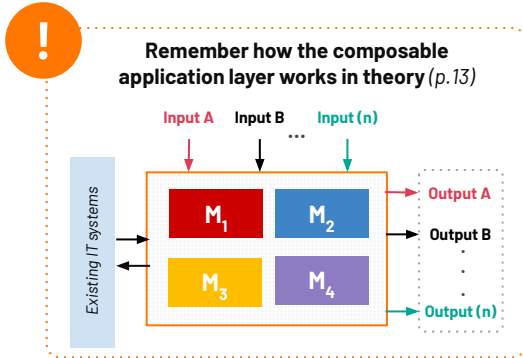 !
Remember how the composable
application layer works in theory (p.13)
Input A Input B ... Input (n)
Existing IT systems
M1 M2
M3 M4
Output A
Output B
.
.
.
Output (n)